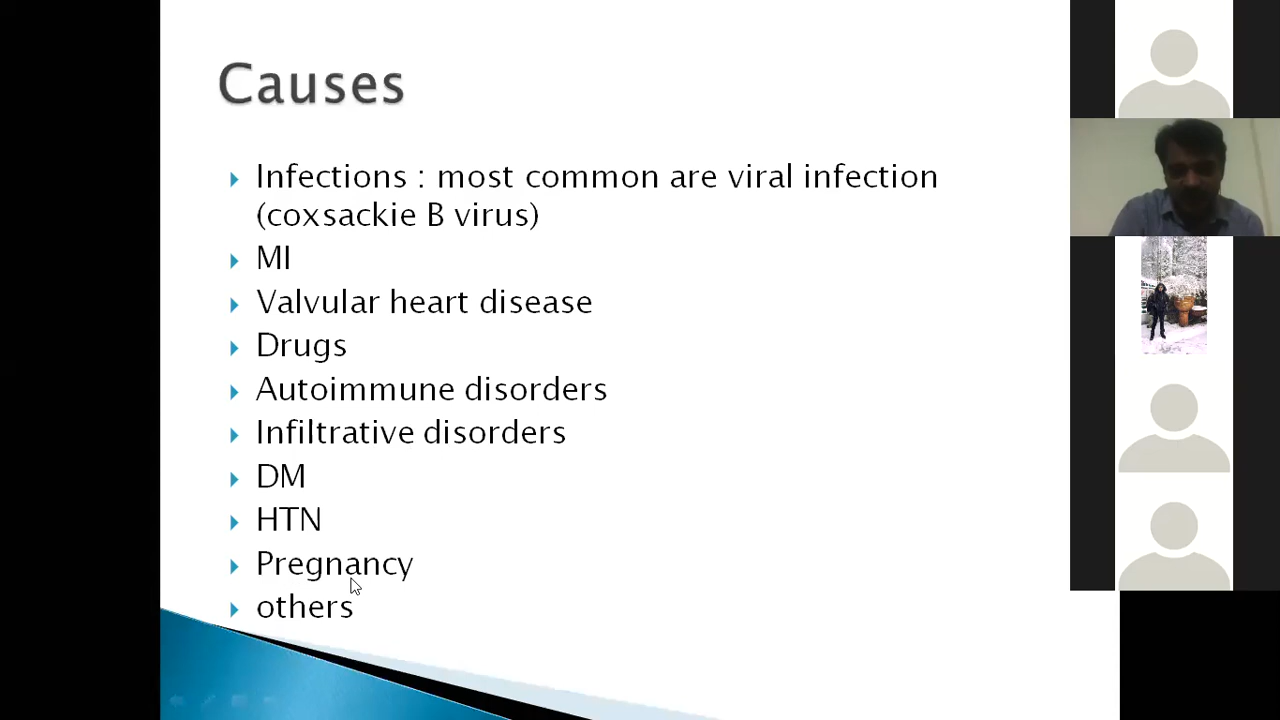 Causes
Infections : most common are viral infection
(coxsackie B virus)
MI
Valvular heart disease
Drugs
Autoimmune disorders
Infiltrative disorders
DM
HTN
Pregnancy
others